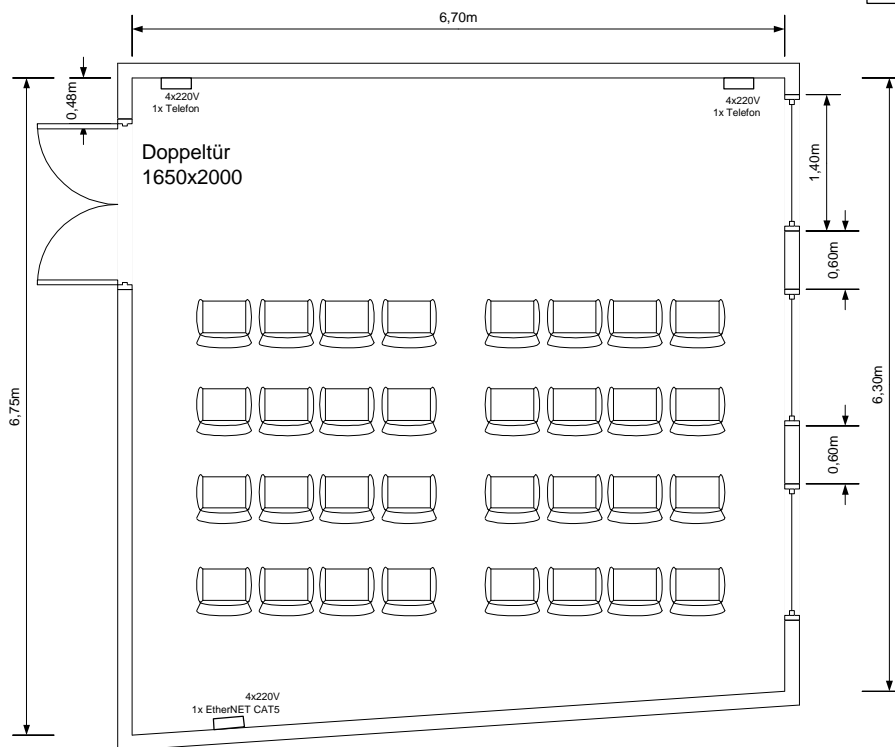 6,70m
0,48m
4x220V
1x Telefon
4x220V
1x Telefon
Doppeltür
1650x2000
1,40m
0,60m
6,75m
6,30m
0,60m
4x220V
1x EtherNET CAT5